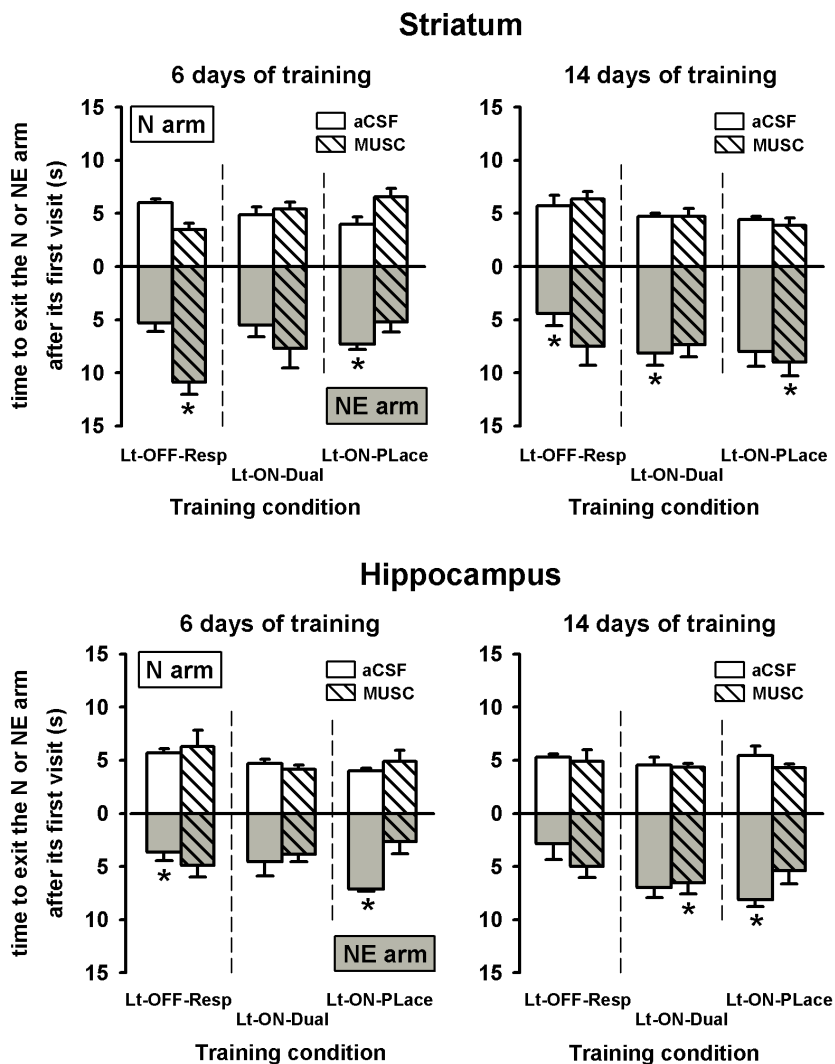 Striatum
6 days of training
14 days of training
time to exit the N or NE arm
after its first visit (s)
15
10
5
0
5
10
15
N arm
aCSF
MUSC
*
*
NE arm
Lt-OFF-Resp
Lt-ON-Dual
Lt-ON-PLace
Training condition
15
10
5
0
5
10
15
aCSF
MUSC
*
*
*
Lt-OFF-Resp
Lt-ON-Dual
Lt-ON-PLace
Training condition
Hippocampus
6 days of training
14 days of training
time to exit the N or NE arm
after its first visit (s)
15
10
5
0
5
10
15
N arm
aCSF
MUSC
*
*
NE arm
Lt-OFF-Resp
Lt-ON-Dual
Lt-ON-PLace
Training condition
15
10
5
0
5
10
15
aCSF
MUSC
*
*
Lt-OFF-Resp
Lt-ON-Dual
Lt-ON-PLace
Training condition